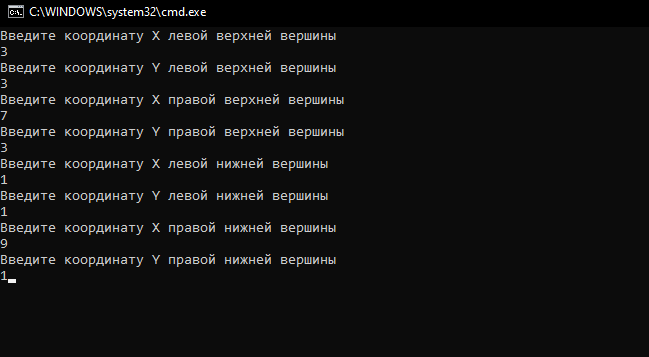 C:\WINDOWS\system32\cmd.exe
Введите координату X левой верхней вершины
3
Введите координату Y левой верхней вершины
3
Введите координату X правой верхней вершины
7
Введите координату Y правой верхней вершины
3
Введите координату X левой нижней вершины
1
Введите координату Y левой нижней вершины
1
Введите координату X правой нижней вершины
9
Введите координату Y правой нижней вершины
1